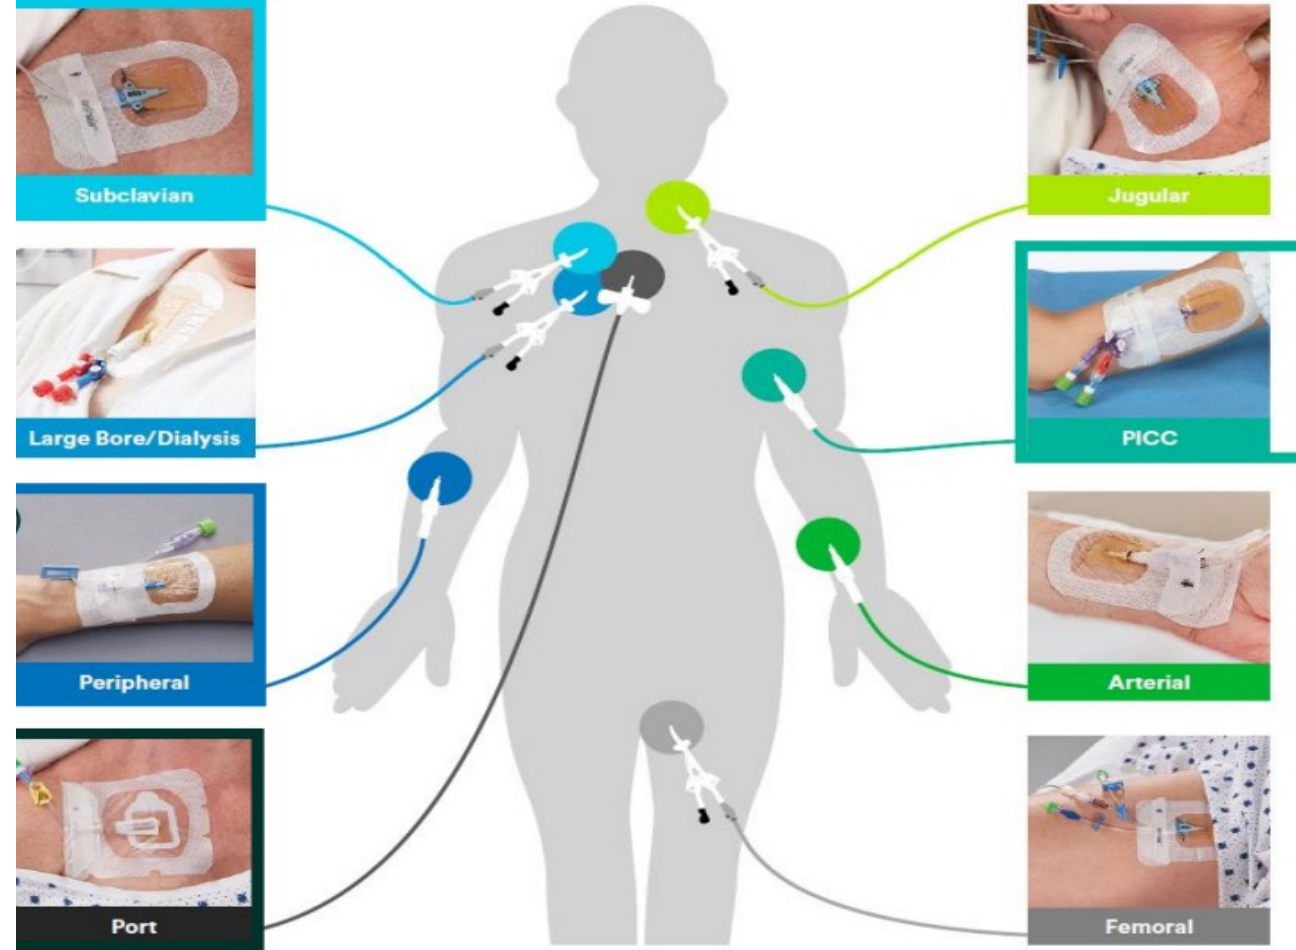 Subclavian
Jugular
Large Bore/Dialysis
PICC
Peripheral
Arterial
Port
Femoral